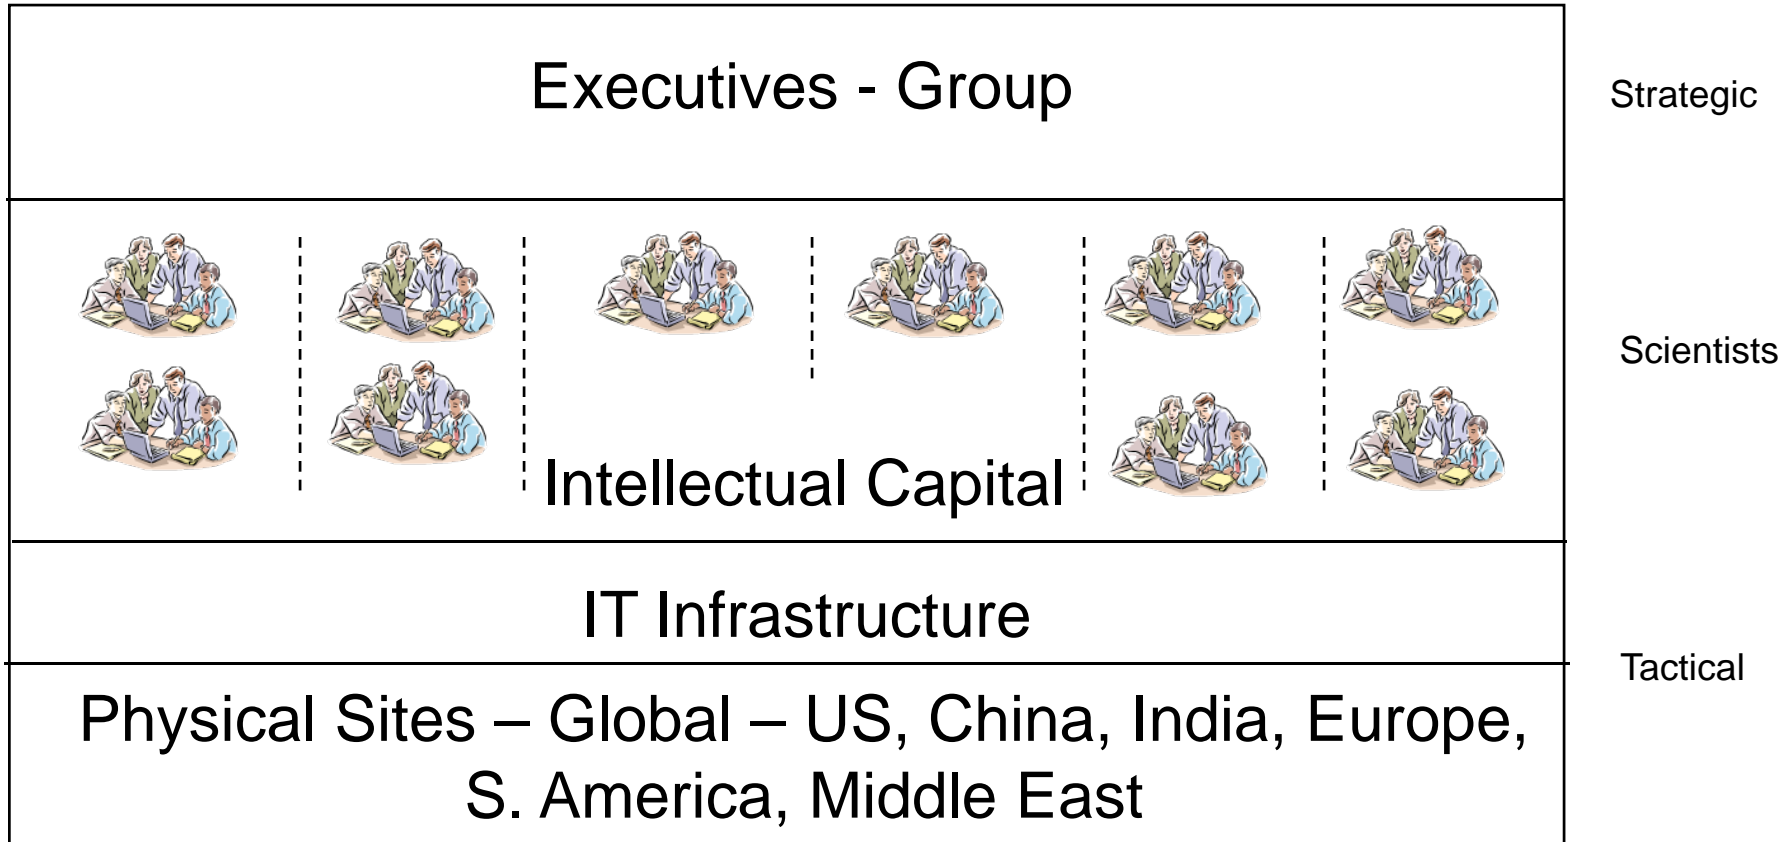 Executives - Group
Strategic
Scientists
Intellectual Capital
IT Infrastructure
Tactical
Physical Sites – Global – US, China, India, Europe,
S. America, Middle East